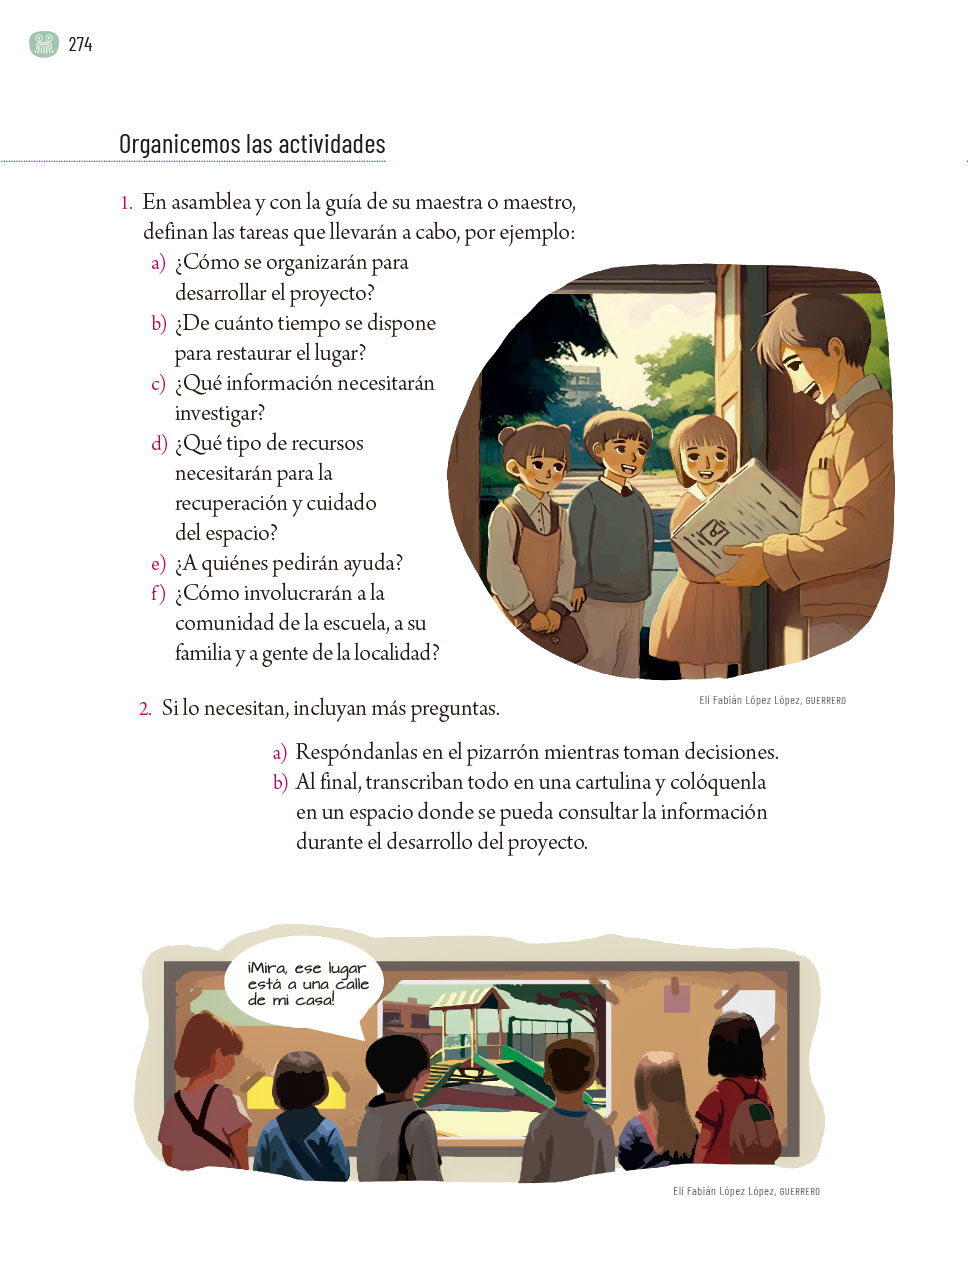 274
Organicemos las actividades
1. En asamblea y con la guía de su maestra o maestro,
definan las tareas que llevarán a cabo, por ejemplo:
a) ¿Cómo se organizarán para
desarrollar el proyecto?
b) ¿De cuánto tiempo se dispone
para restaurar el lugar?
c) ¿Qué información necesitarán
investigar?
d) ¿Qué tipo de recursos
necesitarán para la
recuperación y cuidado
del espacio?
e) ¿A quiénes pedirán ayuda?
f) ¿Cómo involucrarán a la
comunidad de la escuela, a su
familia y a gente de la localidad?
Elí Fabián López López, GUERRERO
2. Si lo necesitan, incluyan más preguntas.
a) Respóndanlas en el pizarrón mientras toman decisiones.
b) Al final, transcriban todo en una cartulina y colóquenla
en un espacio donde se pueda consultar la información
durante el desarrollo del proyecto.
¡Mira, ese lugar
está a una calle
de mi casa!
Elí Fabián López López, GUERRERO